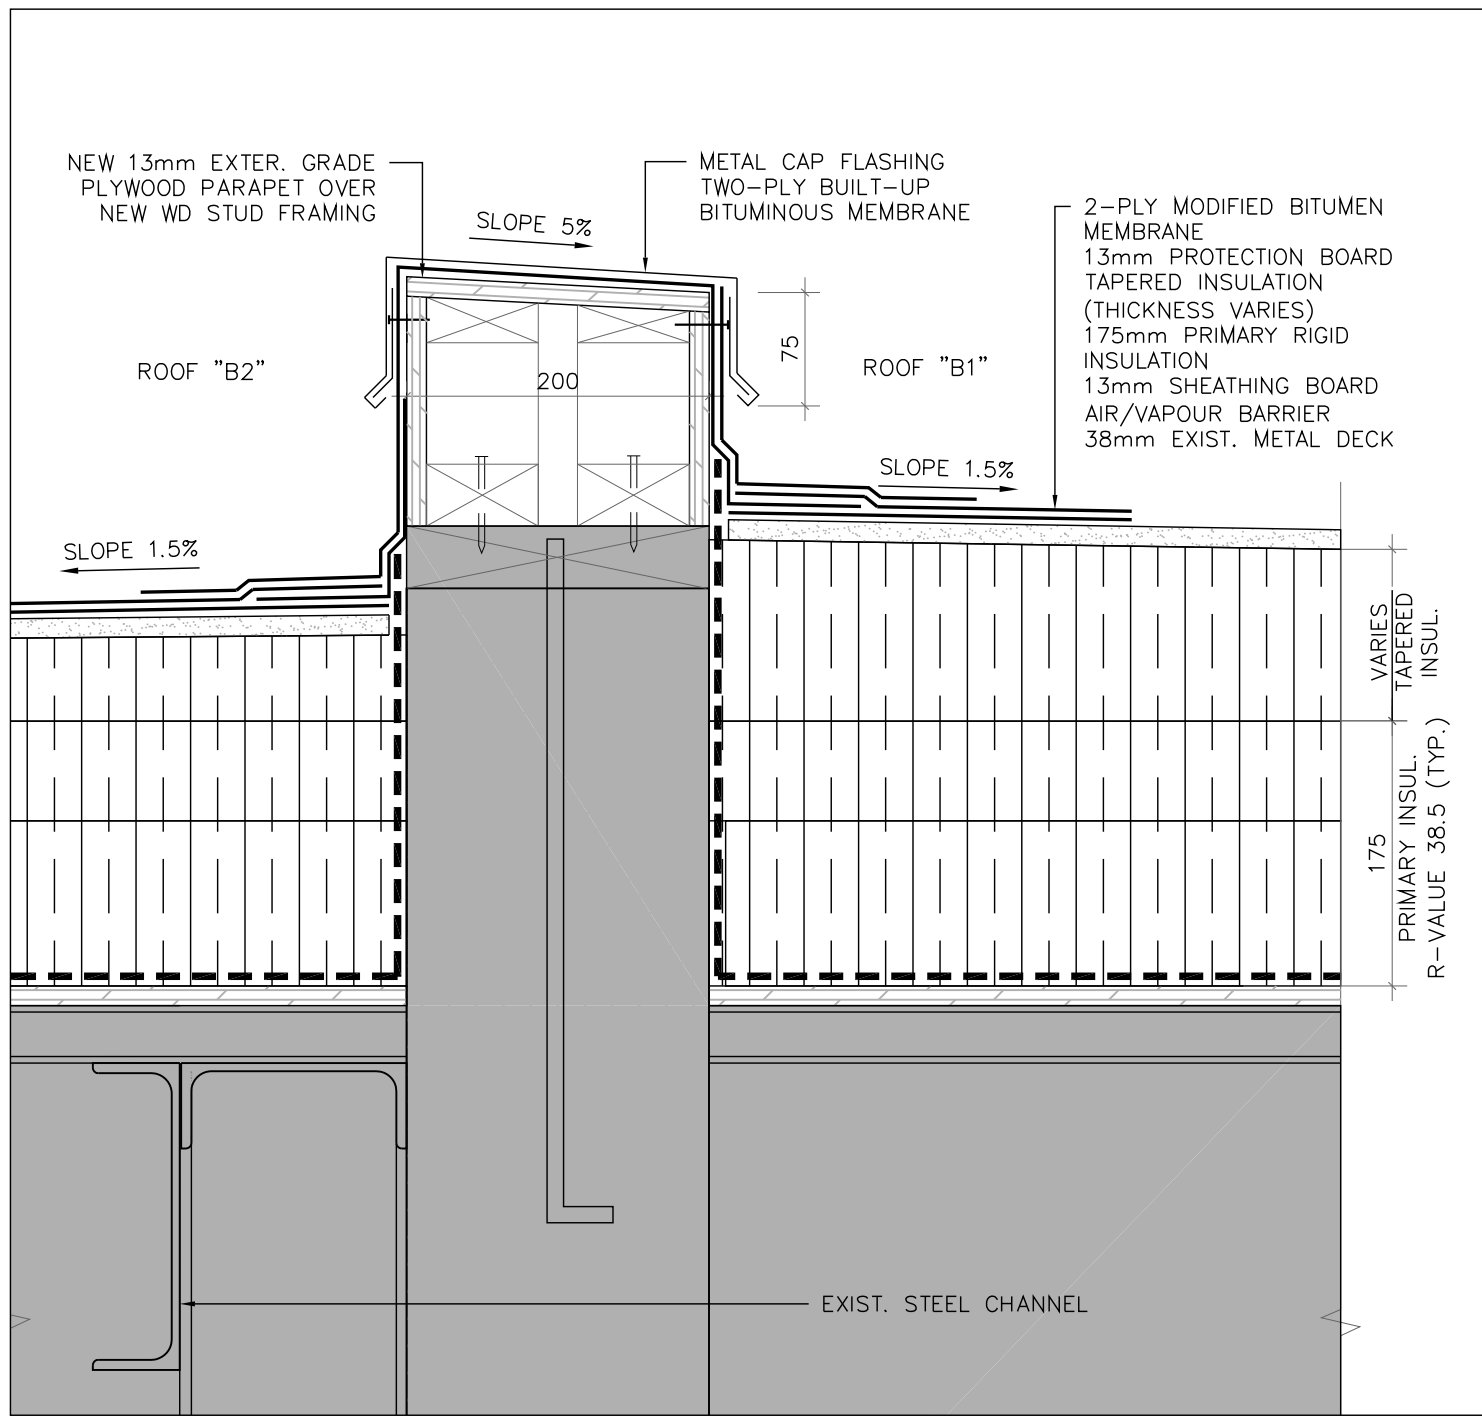 NEW 13mm EXTER. GRADE
PLYWOOD PARAPET OVER
NEW WD STUD FRAMING
SLOPE 5%
METAL CAP FLASHING
TWO-PLY BUILT-UP
BITUMINOUS MEMBRANE
2-PLY MODIFIED BITUMEN
MEMBRANE
13mm PROTECTION BOARD
TAPERED INSULATION
(THICKNESS VARIES)
175mm PRIMARY RIGID
INSULATION
13mm SHEATHING BOARD
AIR/VAPOUR BARRIER
38mm EXIST. METAL DECK
ROOF "B2"
200
75
ROOF "B1"
SLOPE 1.5%
SLOPE 1.5%
VARIES
TAPERED
INSUL.
175
PRIMARY INSUL.
R-VALUE 38.5 (TYP.)
EXIST. STEEL CHANNEL